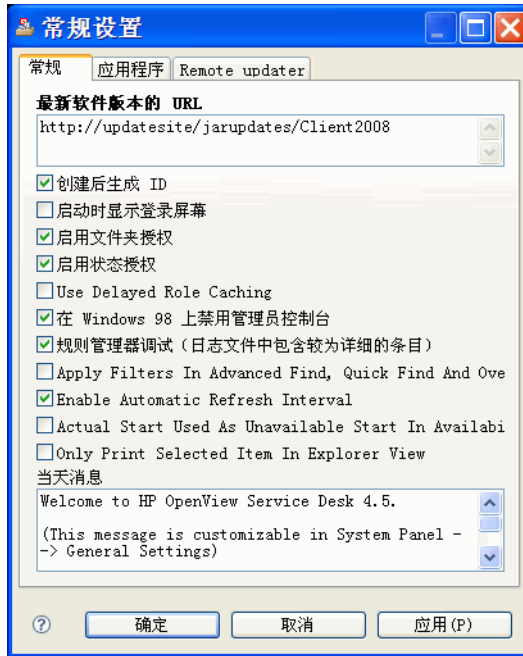 常规设置
常规 应用程序 Remote updater
最新软件版本的 URL
http://updatesite/jarupdates/Client2008
创建后生成 ID
启动时显示登录屏幕
启用文件夹授权
启用状态授权
Use Delayed Role Caching
在 Windows 98 上禁用管理员控制台
规则管理器调试（日志文件中包含较为详细的条目）
Apply Filters In Advanced Find, Quick Find And Ove
Enable Automatic Refresh Interval
Actual Start Used As Unavailable Start In Availabi
Only Print Selected Item In Explorer View
当天消息
Welcome to HP OpenView Service Desk 4.5.
(This message is customizable in System Panel -
-> General Settings)
? 确定 取消 应用(P)